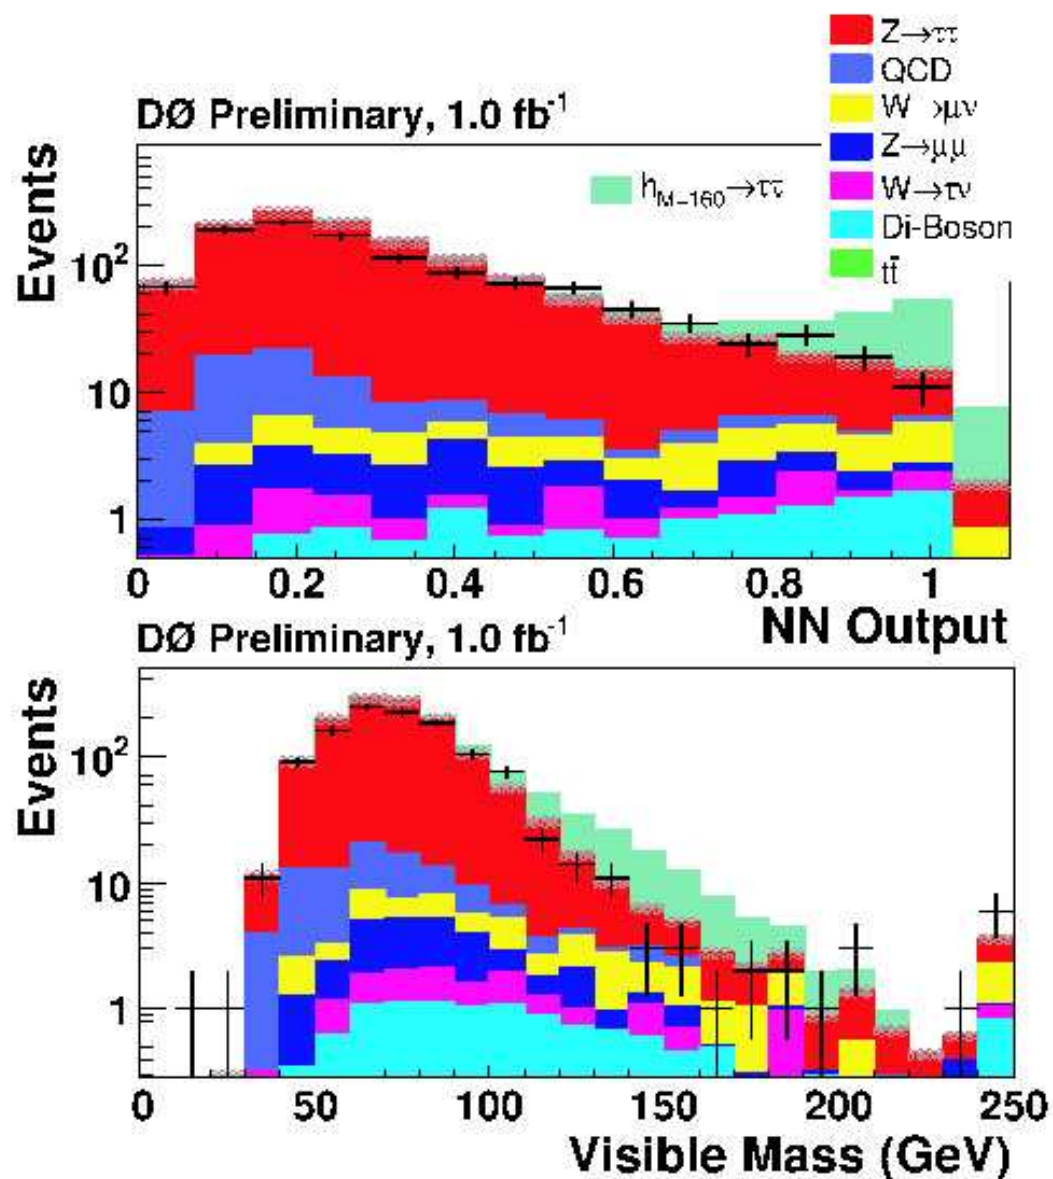 Z→ττ
QCD
W→μν
Z→μμ
W→τν
Di-Boson
tt̄
DØ Preliminary, 1.0 fb⁻¹
h_M−160→ττ
Events
10²
10
1
0 0.2 0.4 0.6 0.8 1
NN Output
DØ Preliminary, 1.0 fb⁻¹
Events
10²
10
1
0 50 100 150 200 250
Visible Mass (GeV)